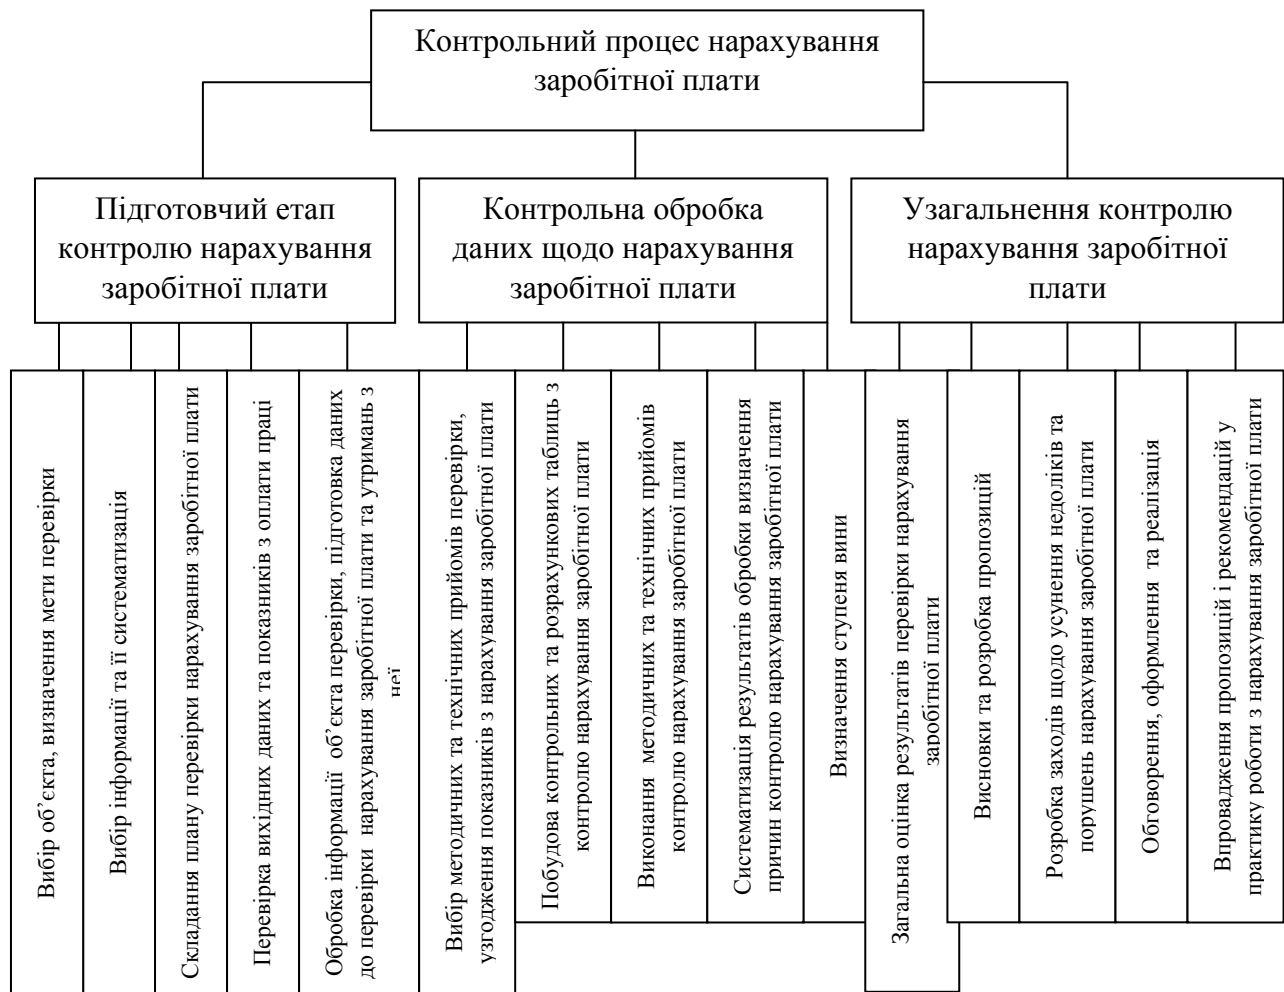 Контрольний процес нарахування
заробітної плати
Підготовчий етап
контролю нарахування
заробітної плати
Контрольна обробка
даних щодо нарахування
заробітної плати
Узагальнення контролю
нарахування заробітної
плати
Вибір об’єкта, визначення мети перевірки
Вибір інформації та її систематизація
Складання плану перевірки нарахування заробітної плати
Перевірка вихідних даних та показників з оплати праці
Обробка інформації об’єкта перевірки, підготовка даних
до перевірки нарахування заробітної плати та утримань з
неї
Вибір методичних та технічних прийомів перевірки,
узгодження показників з нарахування заробітної плати
Побудова контрольних та розрахункових таблиць з
контролю нарахування заробітної плати
Виконання методичних та технічних прийомів
контролю нарахування заробітної плати
Систематизація результатів обробки визначення
причин контролю нарахування заробітної плати
Визначення ступеня вини
Загальна оцінка результатів перевірки нарахування
заробітної плати
Висновки та розробка пропозицій
Розробка заходів щодо усунення недоліків та
порушень нарахування заробітної плати
Обговорення, оформлення та реалізація
Впровадження пропозицій і рекомендацій у
практику роботи з нарахування заробітної плати